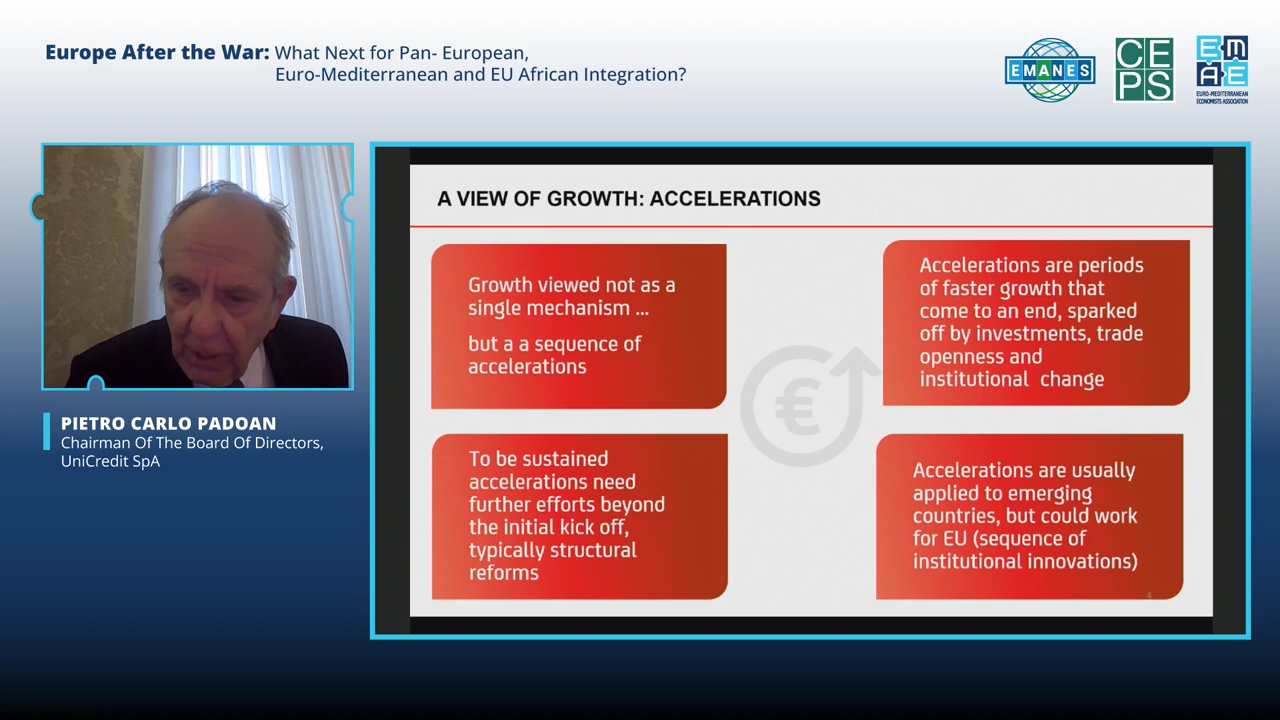 Europe After the War: What Next for Pan- European,
Euro-Mediterranean and EU African Integration?
EMANES
CE
PS
EM
AE
EURO-MEDITERRANEAN
ECONOMISTS ASSOCIATION
PIETRO CARLO PADOAN
Chairman Of The Board Of Directors,
UniCredit SpA
A VIEW OF GROWTH: ACCELERATIONS
Growth viewed not as a
single mechanism ...
but a a sequence of
accelerations
Accelerations are periods
of faster growth that
come to an end, sparked
off by investments, trade
openness and
institutional change
To be sustained
accelerations need
further efforts beyond
the initial kick off,
typically structural
reforms
Accelerations are usually
applied to emerging
countries, but could work
for EU (sequence of
institutional innovations)
4